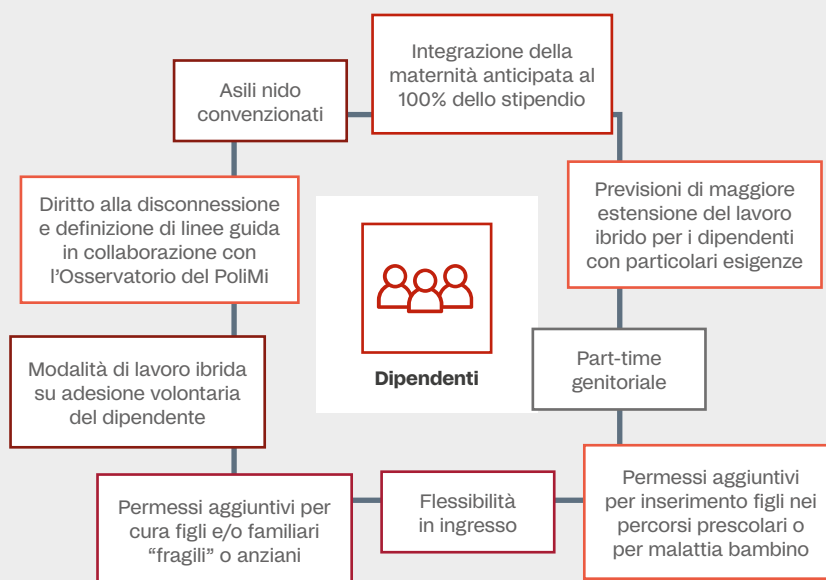 Asili nido
convenzionati
Integrazione della
maternità anticipata al
100% dello stipendio
Diritto alla disconnessione
e definizione di linee guida
in collaborazione con
l'Osservatorio del PoliMi
Previsioni di maggiore
estensione del lavoro
ibrido per i dipendenti
con particolari esigenze
Dipendenti
Modalità di lavoro ibrida
su adesione volontaria
del dipendente
Part-time
genitoriale
Permessi aggiuntivi per
cura figli e/o familiari
“fragili” o anziani
Flessibilità
in ingresso
Permessi aggiuntivi
per inserimento figli nei
percorsi prescolari o
per malattia bambino